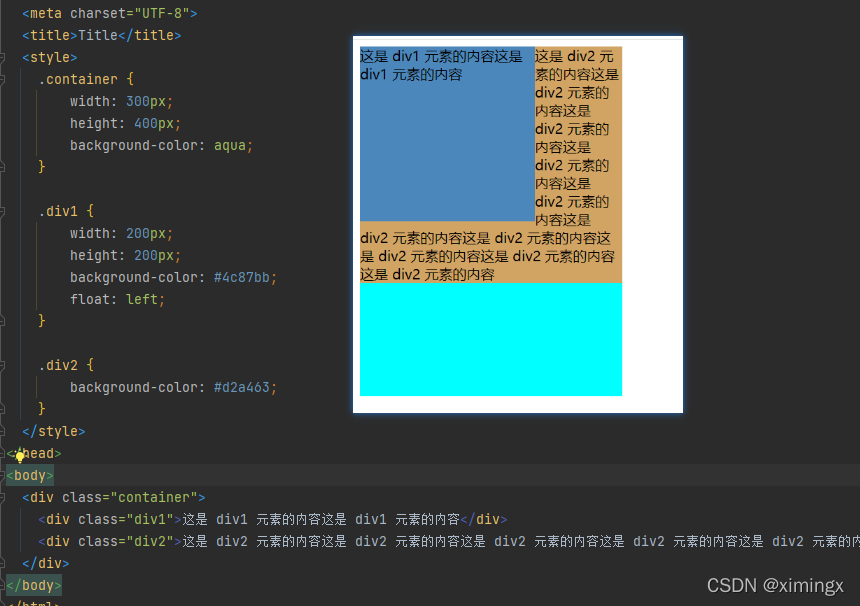 <meta charset="UTF-8">
<title>Title</title>
<style>
.container {
width: 300px;
height: 400px;
background-color: aqua;
}
.div1 {
width: 200px;
height: 200px;
background-color: #4c87bb;
float: left;
}
.div2 {
background-color: #d2a463;
}
</style>
</head>
<body>
<div class="container">
<div class="div1">这是 div1 元素的内容这是 div1 元素的内容</div>
<div class="div2">这是 div2 元素的内容这是 div2 元素的内容这是 div2 元素的内容这是 div2 元素的内容这是 div2 元素的内
</div>
</body>
</html>
这是 div1 元素的内容这是
div1 元素的内容
这是 div2 元
素的内容这是
div2 元素的
内容这是
div2 元素的
内容这是
div2 元素的
内容这是
div2 元素的
内容这是
div2 元素的内容这是 div2 元素的内容这
是 div2 元素的内容这是 div2 元素的内容
这是 div2 元素的内容
CSDN @ximingx